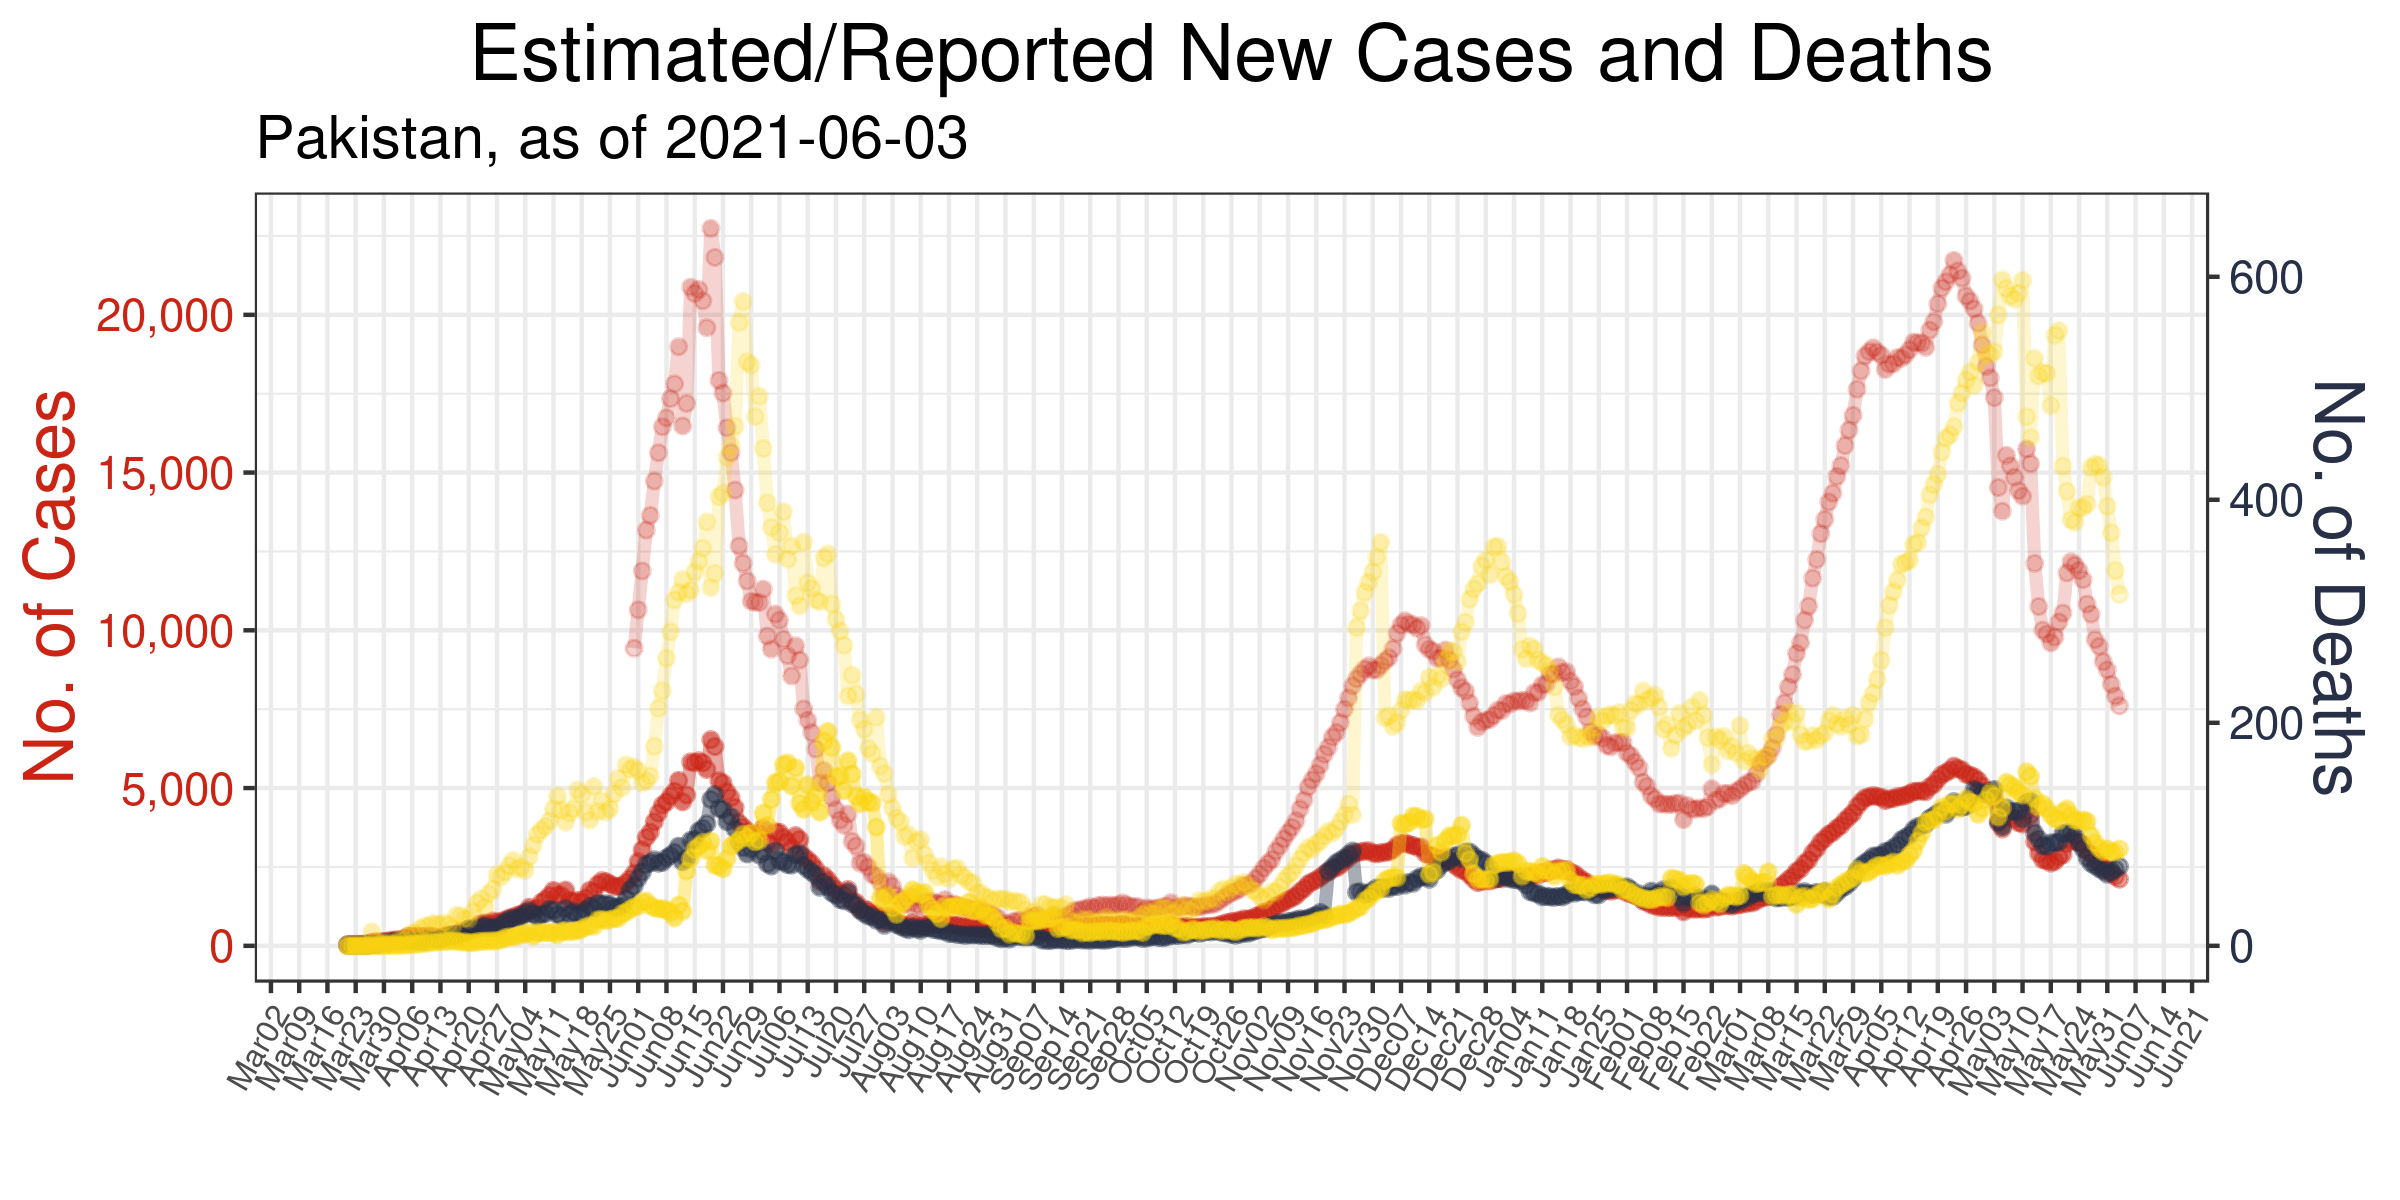 Estimated/Reported New Cases and Deaths
Pakistan, as of 2021-06-03
No. of Cases
20,000
15,000
10,000
5,000
0
600
400
200
0
No. of Deaths
Mar02
Mar09
Mar16
Mar23
Mar30
Apr06
Apr13
Apr20
Apr27
May04
May11
May18
May25
Jun01
Jun08
Jun15
Jun22
Jun29
Jul06
Jul13
Jul20
Jul27
Aug03
Aug10
Aug17
Aug24
Aug31
Sep07
Sep14
Sep21
Sep28
Oct05
Oct12
Oct19
Oct26
Nov02
Nov09
Nov16
Nov23
Nov30
Dec07
Dec14
Dec21
Dec28
Jan04
Jan11
Jan18
Jan25
Feb01
Feb08
Feb15
Feb22
Mar01
Mar08
Mar15
Mar22
Mar29
Apr05
Apr12
Apr19
Apr26
May03
May10
May17
May24
May31
Jun07
Jun14
Jun21